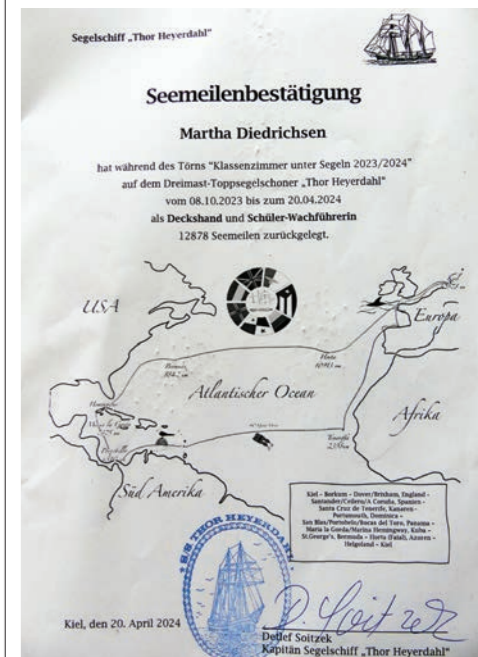 Segelschiff „Thor Heyerdahl“
Seemeilenbestätigung
Martha Diedrichsen
hat während des Törns "Klassenzimmer unter Segeln 2023/2024"
auf dem Dreimast-Toppsegelschoner „Thor Heyerdahl“
vom 08.10.2023 bis zum 20.04.2024
als Deckshand und Schüler-Wachführerin
12878 Seemeilen zurückgelegt.
USA
Europa
Atlantischer Ocean
Afrika
Süd Amerika
Kiel - Borkum - Dover/Brixham, England -
Santander/Cedeira/A Coruña, Spanien -
Santa Cruz de Tenerife, Kanaren -
Portsmouth, Dominica -
San Blas/Portobelo/Bocas del Toro, Panama -
Maria la Gorda/Marina Hemingway, Kuba -
St.George's, Bermuda - Horta (Faial), Azoren -
Helgoland - Kiel
S/S THOR HEYERDAHL
Kiel, den 20. April 2024
D. Soitzek
Detlef Soitzek
Kapitän Segelschiff "Thor Heyerdahl"